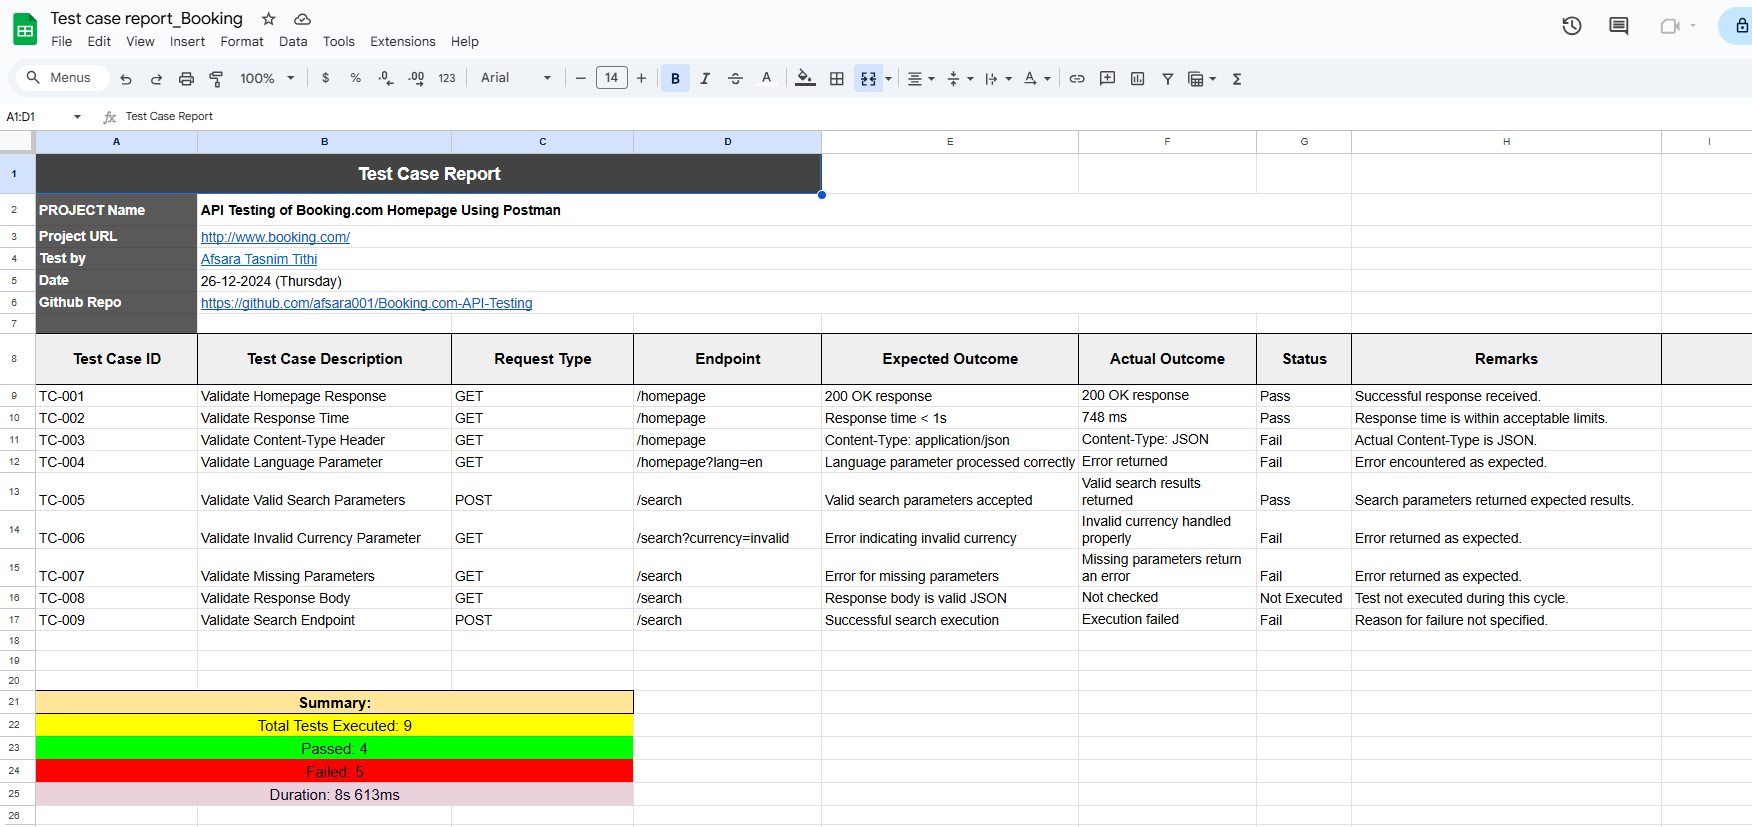 Test case report_Booking
File Edit View Insert Format Data Tools Extensions Help
Menus 100% $ % .0 .00 123 Arial 14 B I A
A1:D1 fx Test Case Report
A B C D E F G H I
1 Test Case Report
2 PROJECT Name API Testing of Booking.com Homepage Using Postman
3 Project URL http://www.booking.com/
4 Test by Afsara Tasnim Tithi
5 Date 26-12-2024 (Thursday)
6 Github Repo https://github.com/afsara001/Booking.com-API-Testing
7
8 Test Case ID Test Case Description Request Type Endpoint Expected Outcome Actual Outcome Status Remarks
9 TC-001 Validate Homepage Response GET /homepage 200 OK response 200 OK response Pass Successful response received.
10 TC-002 Validate Response Time GET /homepage Response time < 1s 748 ms Pass Response time is within acceptable limits.
11 TC-003 Validate Content-Type Header GET /homepage Content-Type: application/json Content-Type: JSON Fail Actual Content-Type is JSON.
12 TC-004 Validate Language Parameter GET /homepage?lang=en Language parameter processed correctly Error returned Fail Error encountered as expected.
13 TC-005 Validate Valid Search Parameters POST /search Valid search parameters accepted Valid search results returned Pass Search parameters returned expected results.
14 TC-006 Validate Invalid Currency Parameter GET /search?currency=invalid Error indicating invalid currency Invalid currency handled properly Fail Error returned as expected.
15 TC-007 Validate Missing Parameters GET /search Error for missing parameters Missing parameters return an error Fail Error returned as expected.
16 TC-008 Validate Response Body GET /search Response body is valid JSON Not checked Not Executed Test not executed during this cycle.
17 TC-009 Validate Search Endpoint POST /search Successful search execution Execution failed Fail Reason for failure not specified.
18
19
20
21 Summary:
22 Total Tests Executed: 9
23 Passed: 4
24 Failed: 5
25 Duration: 8s 613ms
26